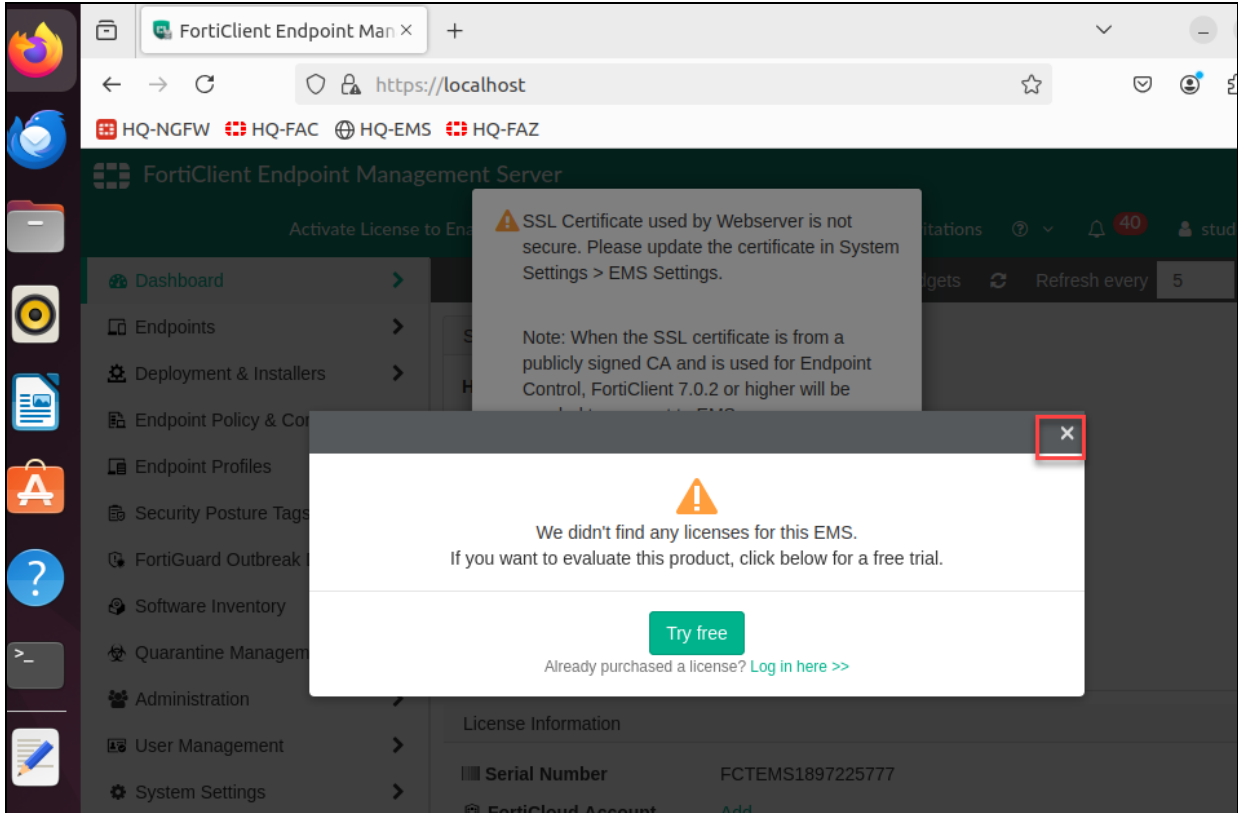 FortiClient Endpoint Man ×
https://localhost
HQ-NGFW HQ-FAC HQ-EMS HQ-FAZ
FortiClient Endpoint Management Server
Activate License to Ena
itations
40
stud
SSL Certificate used by Webserver is not
secure. Please update the certificate in System
Settings > EMS Settings.
Note: When the SSL certificate is from a
publicly signed CA and is used for Endpoint
Control, FortiClient 7.0.2 or higher will be
dgets Refresh every 5
Dashboard
Endpoints
Deployment & Installers
Endpoint Policy & Co
Endpoint Profiles
Security Posture Tags
FortiGuard Outbreak
Software Inventory
Quarantine Managem
Administration
User Management
System Settings
We didn't find any licenses for this EMS.
If you want to evaluate this product, click below for a free trial.
Try free
Already purchased a license? Log in here >>
License Information
Serial Number FCTEMS1897225777
FortiCloud Account Add